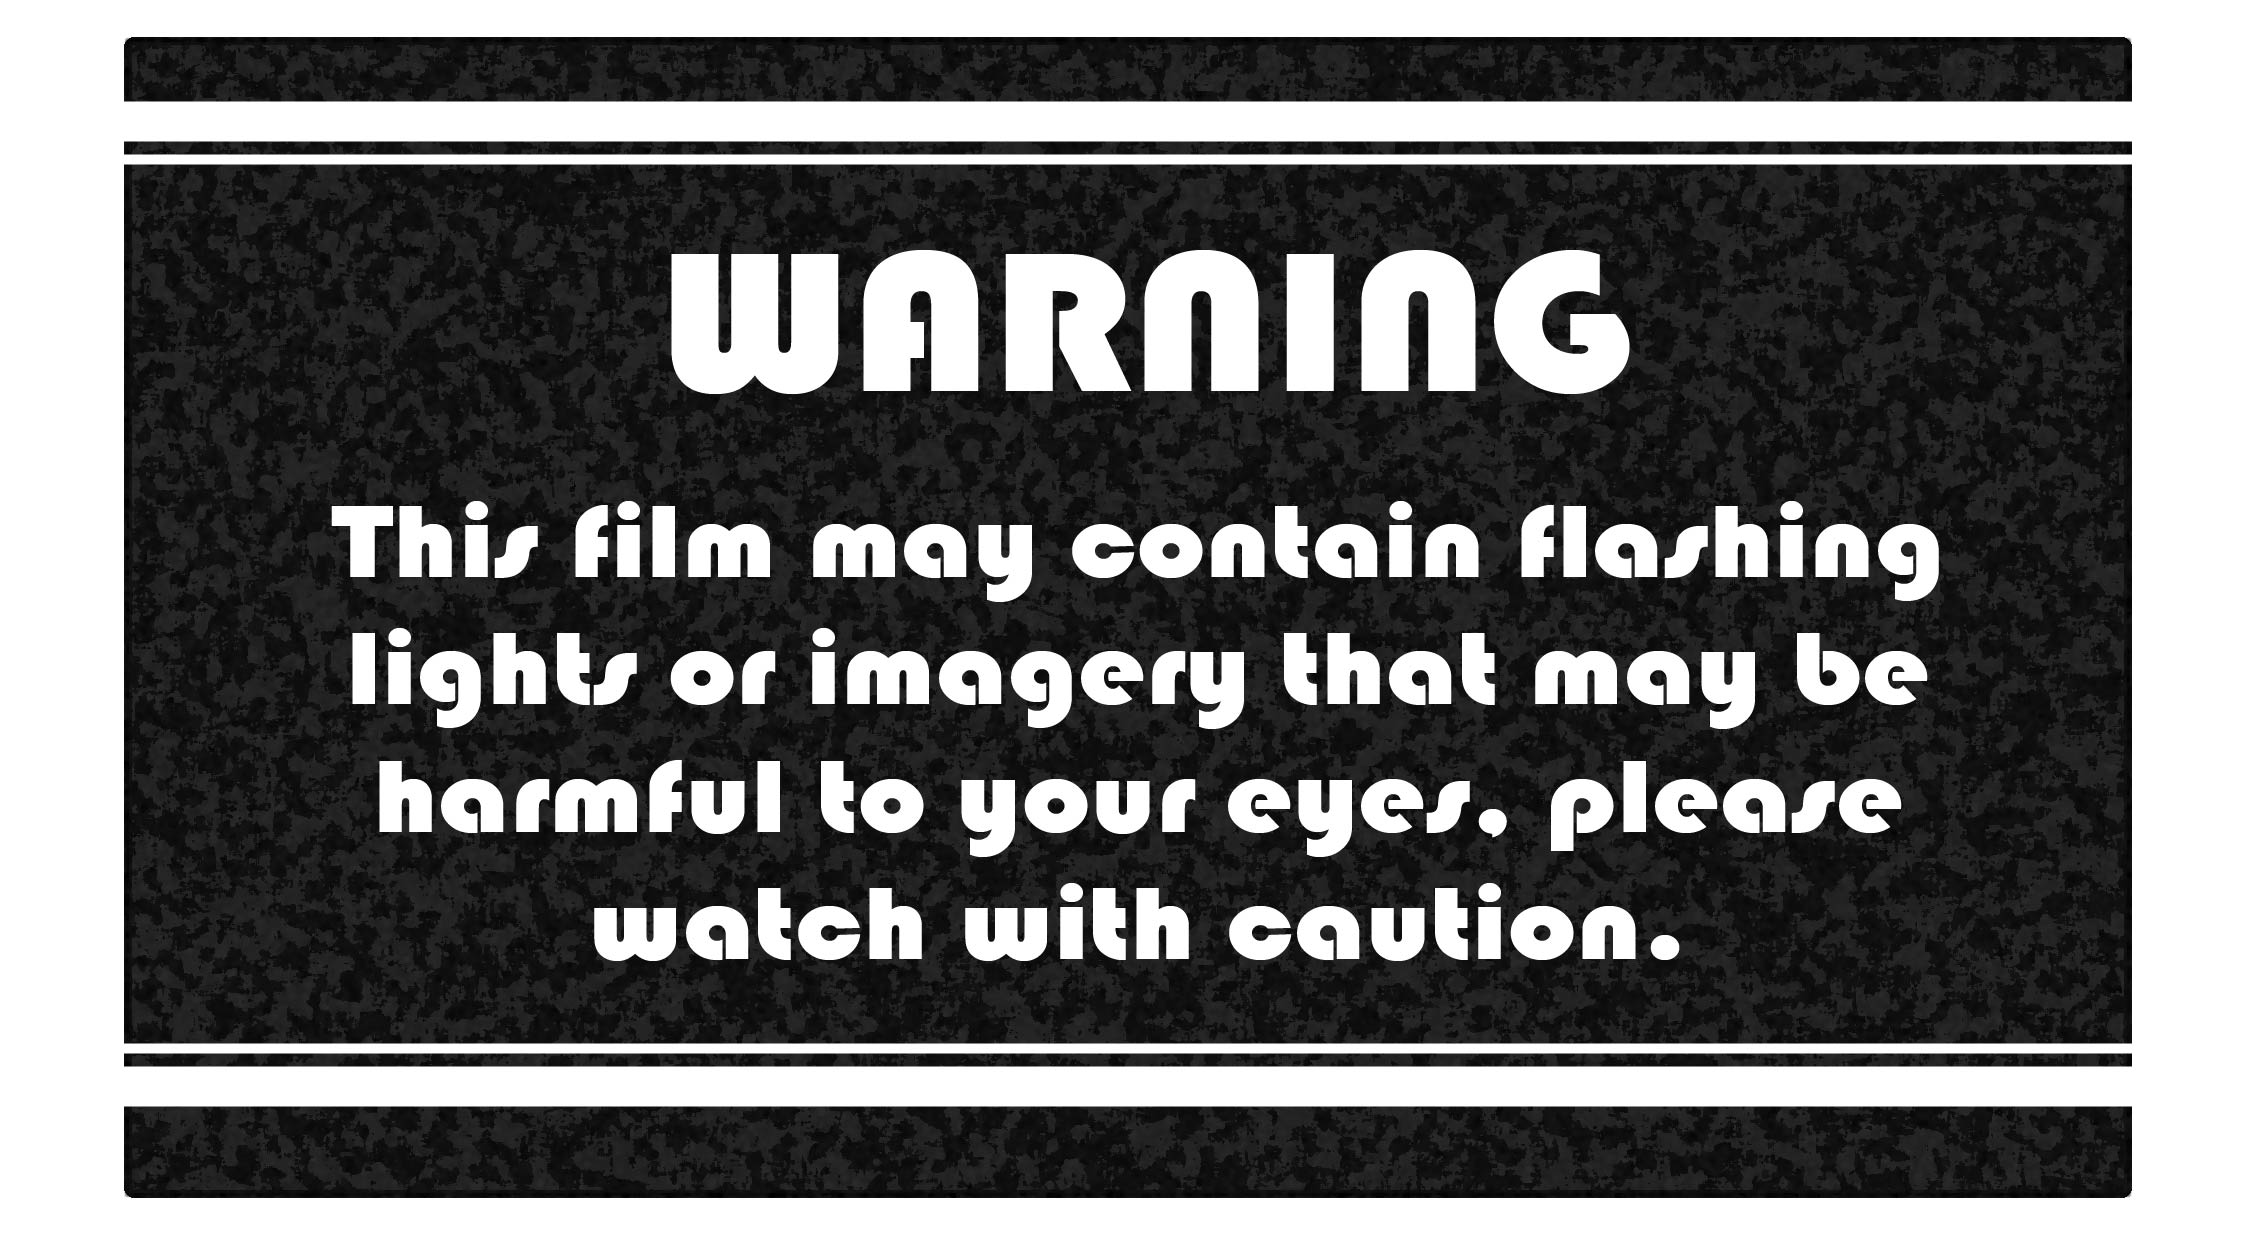 WARNING
This film may contain flashing
lights or imagery that may be
harmful to your eyes, please
watch with caution.